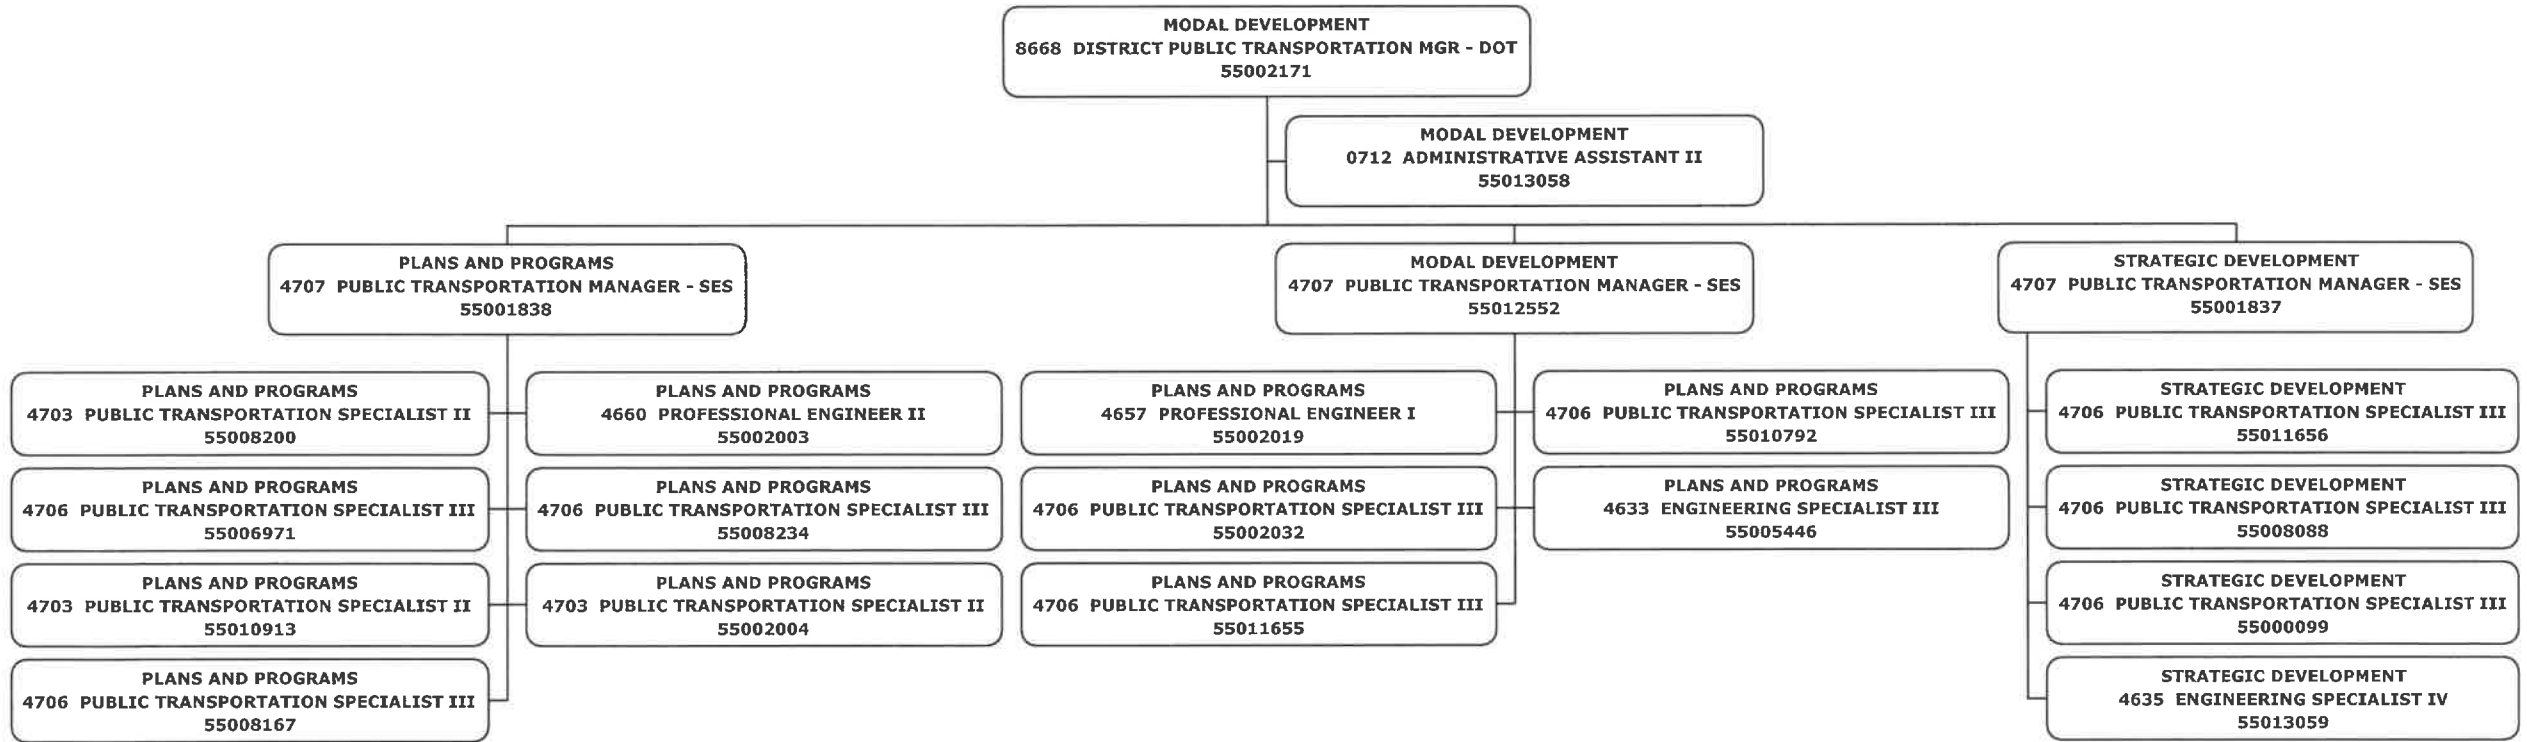 MODAL DEVELOPMENT
8668 DISTRICT PUBLIC TRANSPORTATION MGR - DOT
55002171
MODAL DEVELOPMENT
0712 ADMINISTRATIVE ASSISTANT II
55013058
PLANS AND PROGRAMS
4707 PUBLIC TRANSPORTATION MANAGER - SES
55001838
MODAL DEVELOPMENT
4707 PUBLIC TRANSPORTATION MANAGER - SES
55012552
STRATEGIC DEVELOPMENT
4707 PUBLIC TRANSPORTATION MANAGER - SES
55001837
PLANS AND PROGRAMS
4703 PUBLIC TRANSPORTATION SPECIALIST II
55008200
PLANS AND PROGRAMS
4660 PROFESSIONAL ENGINEER II
55002003
PLANS AND PROGRAMS
4657 PROFESSIONAL ENGINEER I
55002019
PLANS AND PROGRAMS
4706 PUBLIC TRANSPORTATION SPECIALIST III
55010792
STRATEGIC DEVELOPMENT
4706 PUBLIC TRANSPORTATION SPECIALIST III
55011656
PLANS AND PROGRAMS
4706 PUBLIC TRANSPORTATION SPECIALIST III
55006971
PLANS AND PROGRAMS
4706 PUBLIC TRANSPORTATION SPECIALIST III
55008234
PLANS AND PROGRAMS
4706 PUBLIC TRANSPORTATION SPECIALIST III
55002032
PLANS AND PROGRAMS
4633 ENGINEERING SPECIALIST III
55005446
STRATEGIC DEVELOPMENT
4706 PUBLIC TRANSPORTATION SPECIALIST III
55008088
PLANS AND PROGRAMS
4703 PUBLIC TRANSPORTATION SPECIALIST II
55010913
PLANS AND PROGRAMS
4703 PUBLIC TRANSPORTATION SPECIALIST II
55002004
PLANS AND PROGRAMS
4706 PUBLIC TRANSPORTATION SPECIALIST III
55011655
STRATEGIC DEVELOPMENT
4706 PUBLIC TRANSPORTATION SPECIALIST III
55000099
PLANS AND PROGRAMS
4706 PUBLIC TRANSPORTATION SPECIALIST III
55008167
STRATEGIC DEVELOPMENT
4635 ENGINEERING SPECIALIST IV
55013059